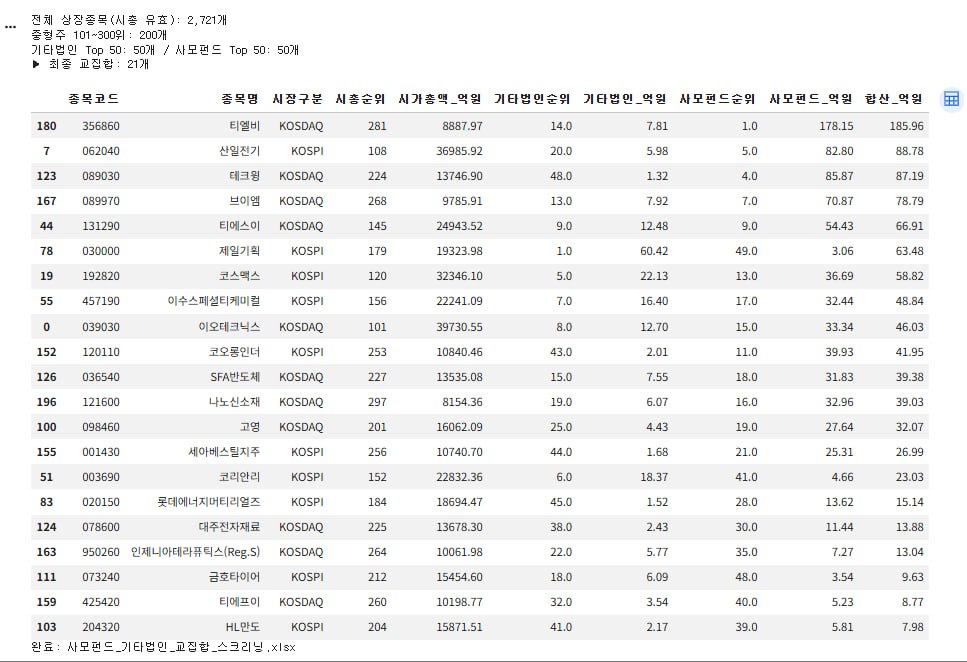 전체 상장종목(시총 유효): 2,721개
중형주 101~300위: 200개
기타법인 Top 50: 50개 / 사모펀드 Top 50: 50개
▶ 최종 교집합: 21개
종목코드 종목명 시장구분 시총순위 시가총액_억원 기타법인순위 기타법인_억원 사모펀드순위 사모펀드_억원 합산_억원
180 356860 티엘비 KOSDAQ 281 8887.97 14.0 7.81 1.0 178.15 185.96
7 062040 산일전기 KOSPI 108 36985.92 20.0 5.98 5.0 82.80 88.78
123 089030 테크윙 KOSDAQ 224 13746.90 48.0 1.32 4.0 85.87 87.19
167 089970 브이엠 KOSDAQ 268 9785.91 13.0 7.92 7.0 70.87 78.79
44 131290 티에스이 KOSDAQ 145 24943.52 9.0 12.48 9.0 54.43 66.91
78 030000 제일기획 KOSPI 179 19323.98 1.0 60.42 49.0 3.06 63.48
19 192820 코스맥스 KOSPI 120 32346.10 5.0 22.13 13.0 36.69 58.82
55 457190 이수스페셜티케미컬 KOSPI 156 22241.09 7.0 16.40 17.0 32.44 48.84
0 039030 이오테크닉스 KOSDAQ 101 39730.55 8.0 12.70 15.0 33.34 46.03
152 120110 코오롱인더 KOSPI 253 10840.46 43.0 2.01 11.0 39.93 41.95
126 036540 SFA반도체 KOSDAQ 227 13535.08 15.0 7.55 18.0 31.83 39.38
196 121600 나노신소재 KOSDAQ 297 8154.36 19.0 6.07 16.0 32.96 39.03
100 098460 고영 KOSDAQ 201 16062.09 25.0 4.43 19.0 27.64 32.07
155 001430 세아베스틸지주 KOSPI 256 10740.70 44.0 1.68 21.0 25.31 26.99
51 003690 코리안리 KOSPI 152 22832.36 6.0 18.37 41.0 4.66 23.03
83 020150 롯데에너지머티리얼즈 KOSPI 184 18694.47 45.0 1.52 28.0 13.62 15.14
124 078600 대주전자재료 KOSDAQ 225 13678.30 38.0 2.43 30.0 11.44 13.88
163 950260 인제니아테라퓨틱스(Reg.S) KOSDAQ 264 10061.98 22.0 5.77 35.0 7.27 13.04
111 073240 금호타이어 KOSPI 212 15454.60 18.0 6.09 48.0 3.54 9.63
159 425420 티에프이 KOSDAQ 260 10198.77 32.0 3.54 40.0 5.23 8.77
103 204320 HL만도 KOSPI 204 15871.51 41.0 2.17 39.0 5.81 7.98
완료: 사모펀드_기타법인_교집합_스크리닝.xlsx